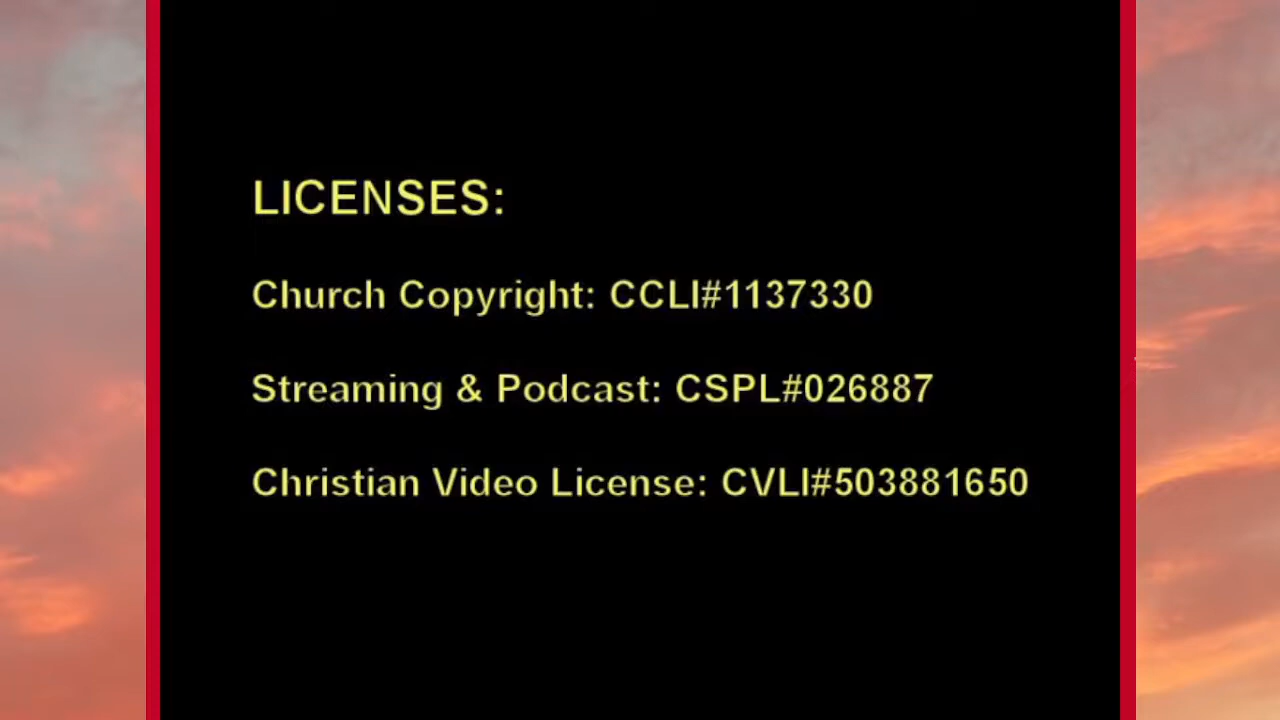 LICENSES:
Church Copyright: CCLI#1137330
Streaming & Podcast: CSPL#026887
Christian Video License: CVLI#503881650